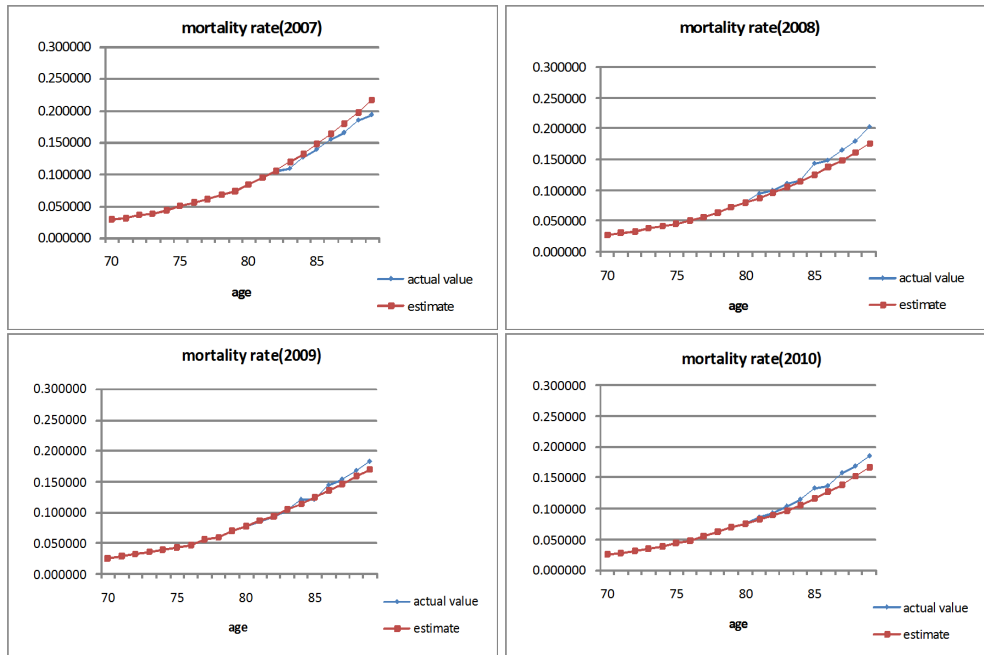 mortality rate(2007)
0.300000
0.250000
0.200000
0.150000
0.100000
0.050000
0.000000
70 75 80 85
actual value
age
estimate
mortality rate(2008)
0.300000
0.250000
0.200000
0.150000
0.100000
0.050000
0.000000
70 75 80 85
actual value
age
estimate
mortality rate(2009)
0.300000
0.250000
0.200000
0.150000
0.100000
0.050000
0.000000
70 75 80 85
actual value
age
estimate
mortality rate(2010)
0.300000
0.250000
0.200000
0.150000
0.100000
0.050000
0.000000
70 75 80 85
actual value
age
estimate